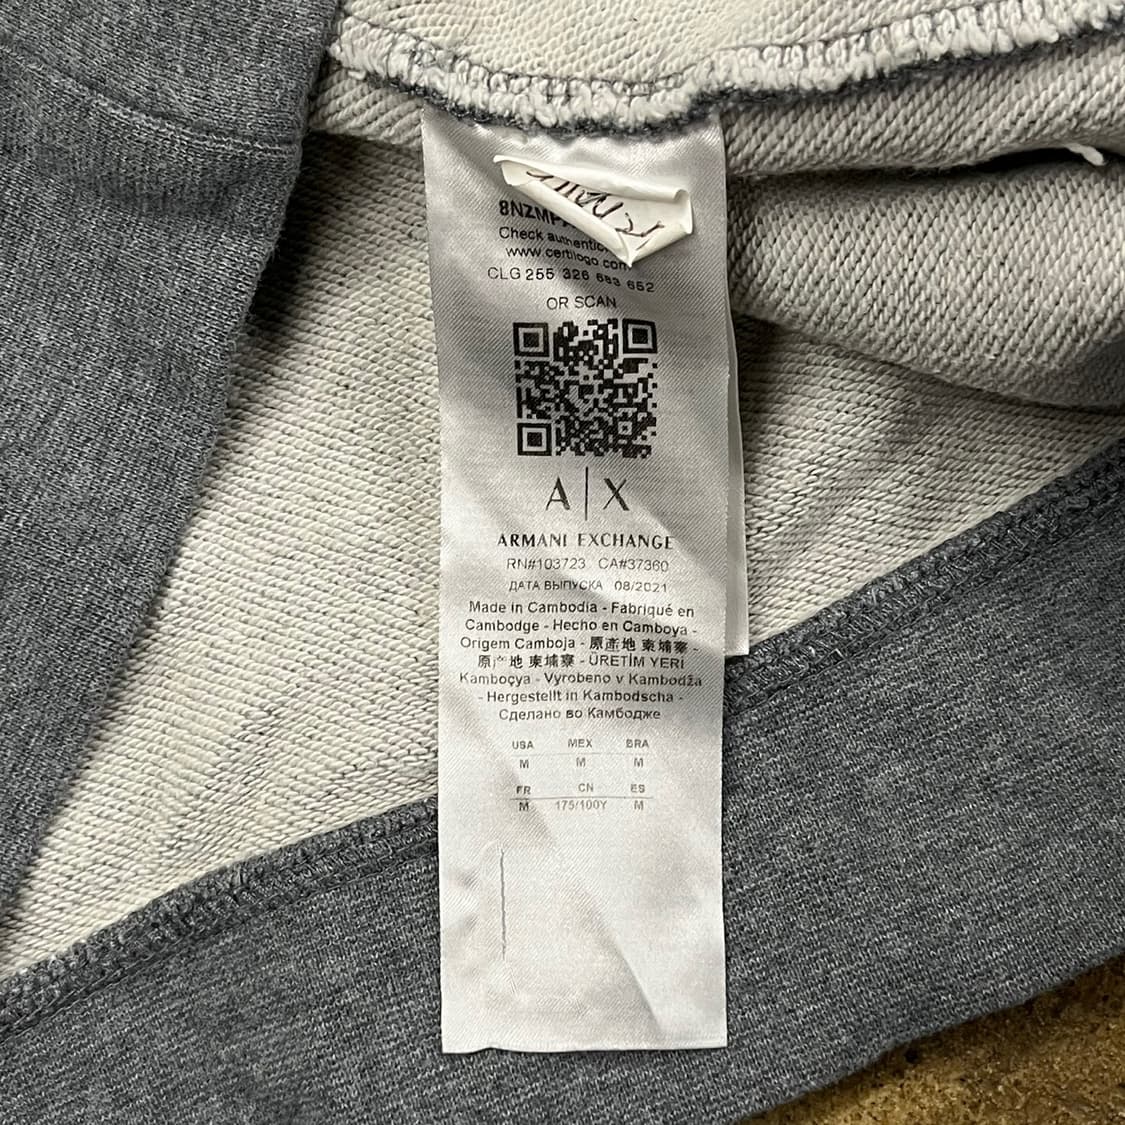 8NZMP
Check authentic
www.certilogo.com
CLG 255 326 683 652
OR SCAN
A|X
ARMANI EXCHANGE
RN#103723 CA#37360
ДАТА ВЫПУСКА 08/2021
Made in Cambodia - Fabriqué en
Cambodge - Hecho en Camboya -
Origem Camboja - 原產地 柬埔寨 -
原产地 柬埔寨 - ÜRETİM YERİ
Kamboçya - Vyrobeno v Kambodža
- Hergestellt in Kambodscha -
Сделано во Камбодже
USA MEX BRA
M M M
FR CN ES
M 175/100Y M